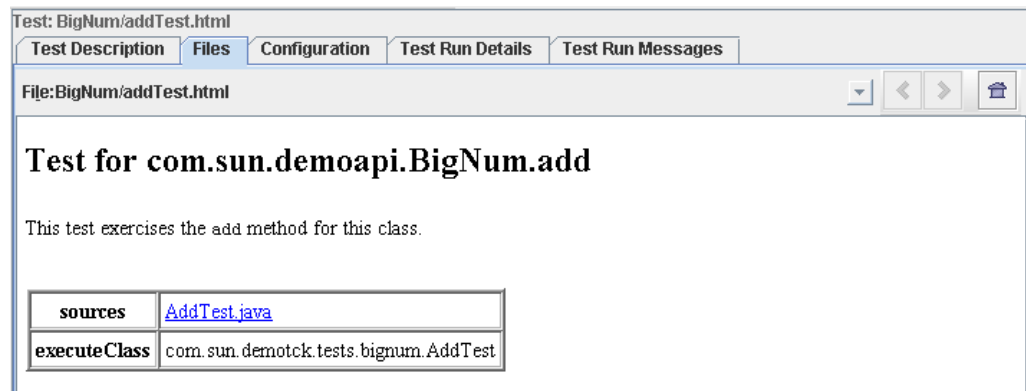 Test: BigNum/addTest.html
Test Description Files Configuration Test Run Details Test Run Messages
File:BigNum/addTest.html
Test for com.sun.demoapi.BigNum.add
This test exercises the add method for this class.
sources AddTest.java
executeClass com.sun.demotck.tests.bignum.AddTest